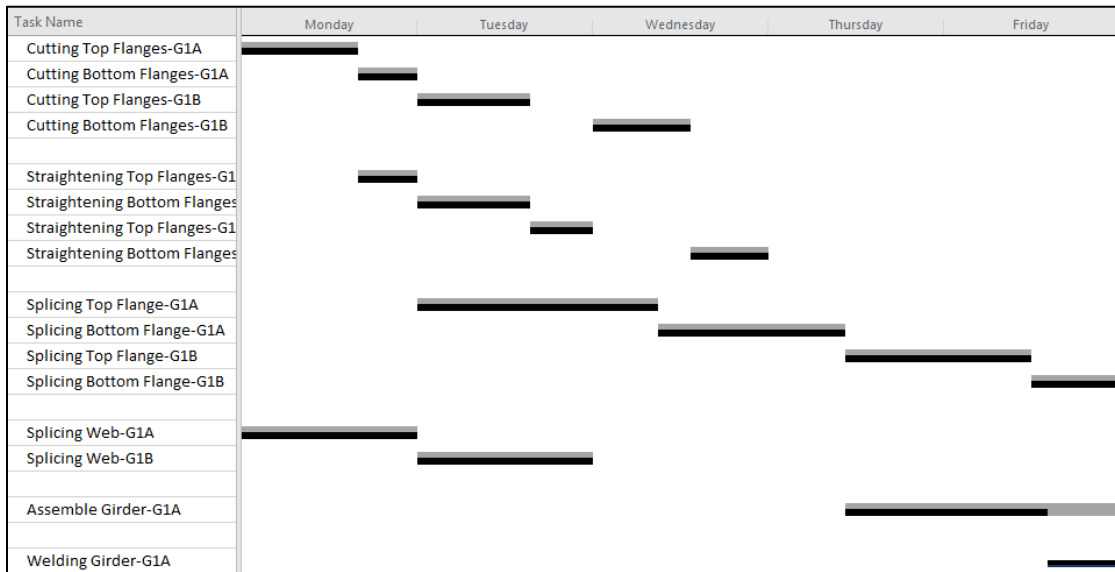 Task Name Monday Tuesday Wednesday Thursday Friday
Cutting Top Flanges-G1A
Cutting Bottom Flanges-G1A
Cutting Top Flanges-G1B
Cutting Bottom Flanges-G1B
Straightening Top Flanges-G1
Straightening Bottom Flanges
Straightening Top Flanges-G1
Straightening Bottom Flanges
Splicing Top Flange-G1A
Splicing Bottom Flange-G1A
Splicing Top Flange-G1B
Splicing Bottom Flange-G1B
Splicing Web-G1A
Splicing Web-G1B
Assemble Girder-G1A
Welding Girder-G1A